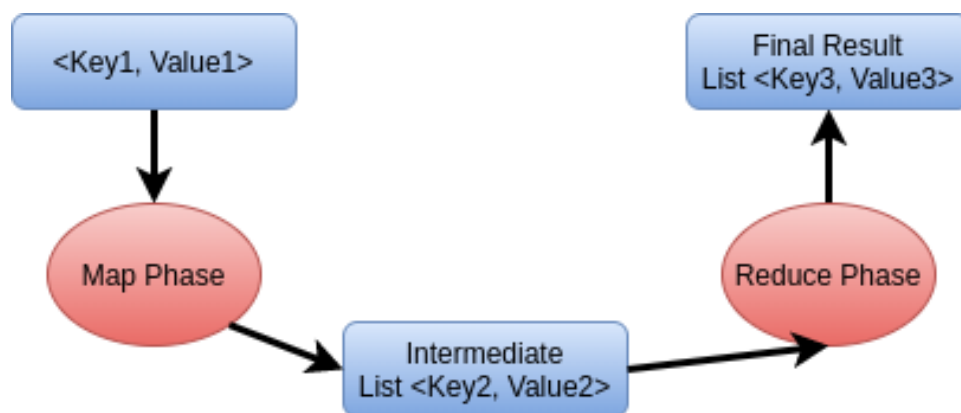 <Key1, Value1>
Map Phase
Intermediate
List <Key2, Value2>
Reduce Phase
Final Result
List <Key3, Value3>